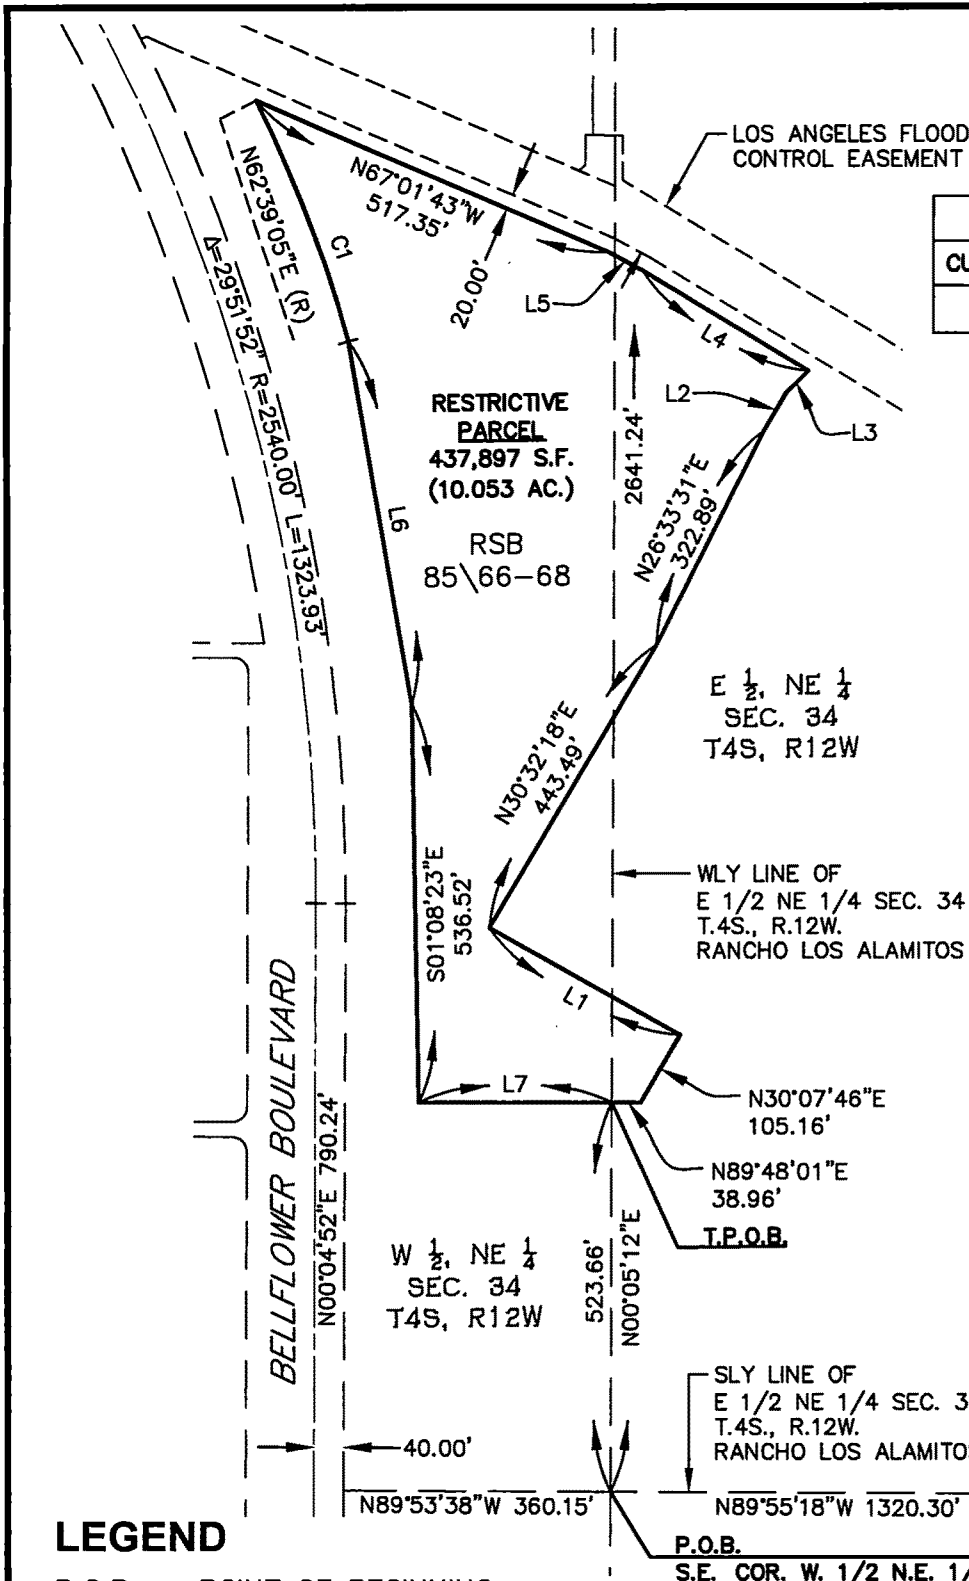 LOS ANGELES FLOOD
CONTROL EASEMENT
N67°01'43"W
517.35'
N62°39'05"E (R)
C1
Δ=29°51'52" R=2540.00' L=1323.93'
20.00'
L5
L4
L2
L3
RESTRICTIVE
PARCEL
437,897 S.F.
(10.053 AC.)
2641.24'
N26°33'31"E
322.89'
L6
RSB
85\66-68
E 1/2, NE 1/4
SEC. 34
T4S, R12W
N30°32'18"E
443.49'
WLY LINE OF
E 1/2 NE 1/4 SEC. 34
T.4S., R.12W.
RANCHO LOS ALAMITOS
S01°08'23"E
536.52'
L1
L7
N30°07'46"E
105.16'
N89°48'01"E
38.96'
T.P.O.B.
BELLFLOWER BOULEVARD
N00°04'52"E 790.24'
W 1/2, NE 1/4
SEC. 34
T4S, R12W
523.66'
N00°05'12"E
SLY LINE OF
E 1/2 NE 1/4 SEC. 3
T.4S., R.12W.
RANCHO LOS ALAMITOS
40.00'
N89°53'38"W 360.15'
N89°55'18"W 1320.30'
P.O.B.
S.E. COR. W. 1/2 N.E. 1/
LEGEND